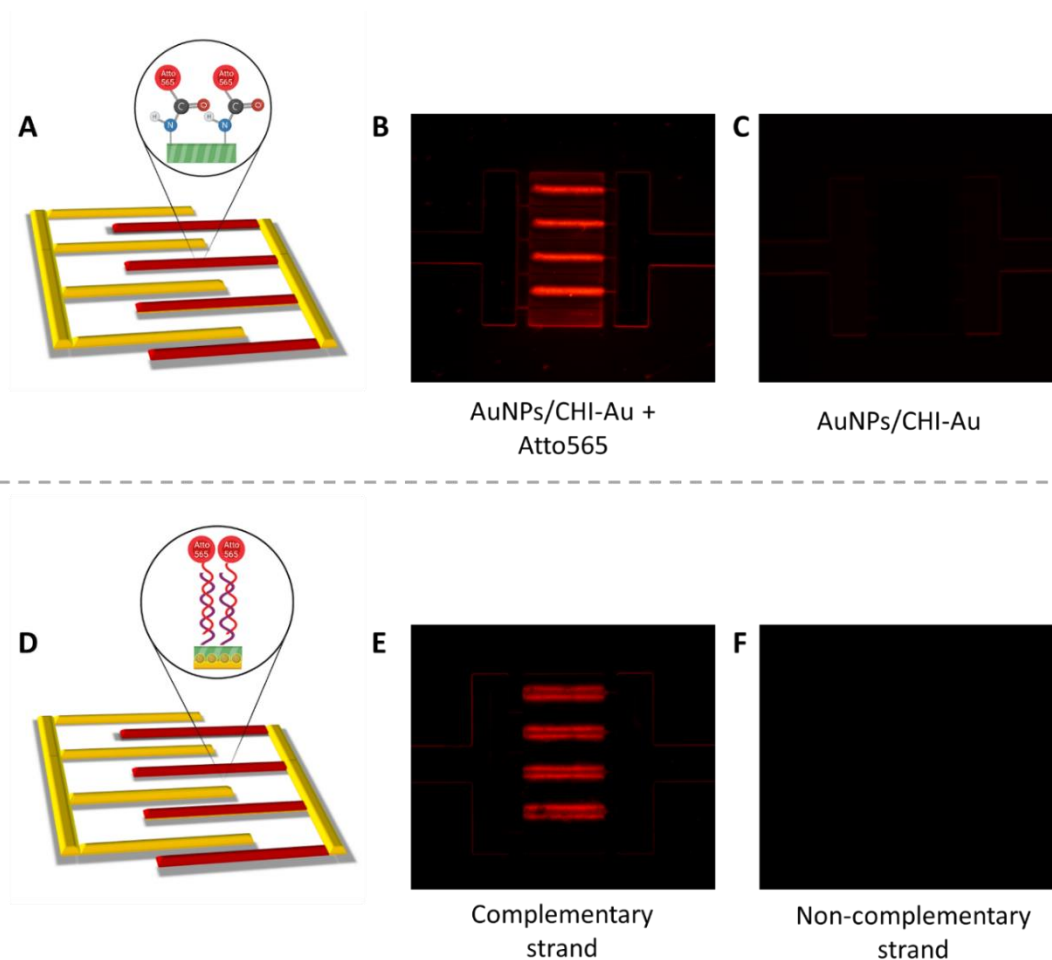 A
Atto
565
Atto
565
C
O
C
O
H
N
H
N
B
C
AuNPs/CHI-Au +
Atto565
AuNPs/CHI-Au
D
Atto
565
Atto
565
E
F
Complementary
strand
Non-complementary
strand